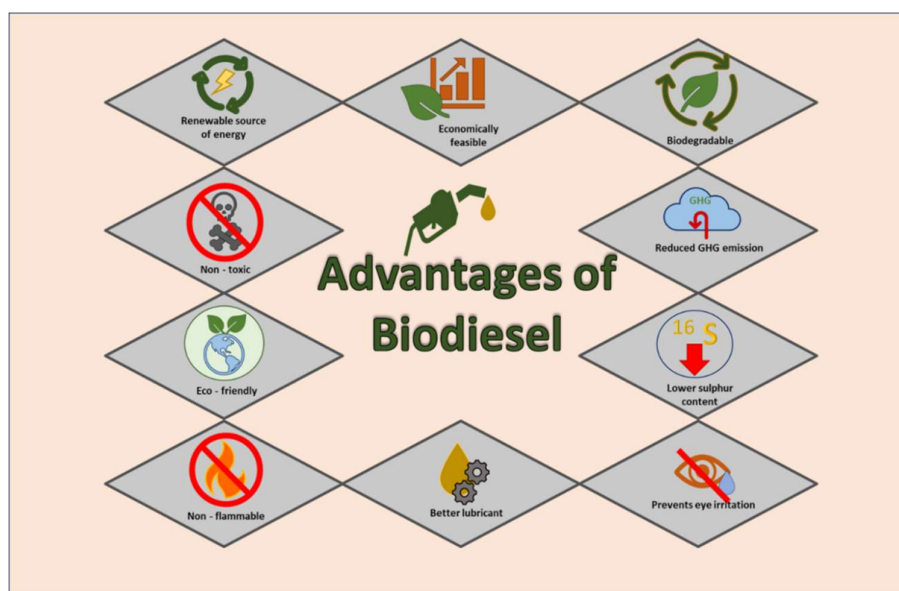 Renewable source
of energy
Economically
feasible
Biodegradable
Non - toxic
GHG
Reduced GHG emission
Advantages of
Biodiesel
Eco - friendly
16 S
Lower sulphur
content
Non - flammable
Better lubricant
Prevents eye irritation